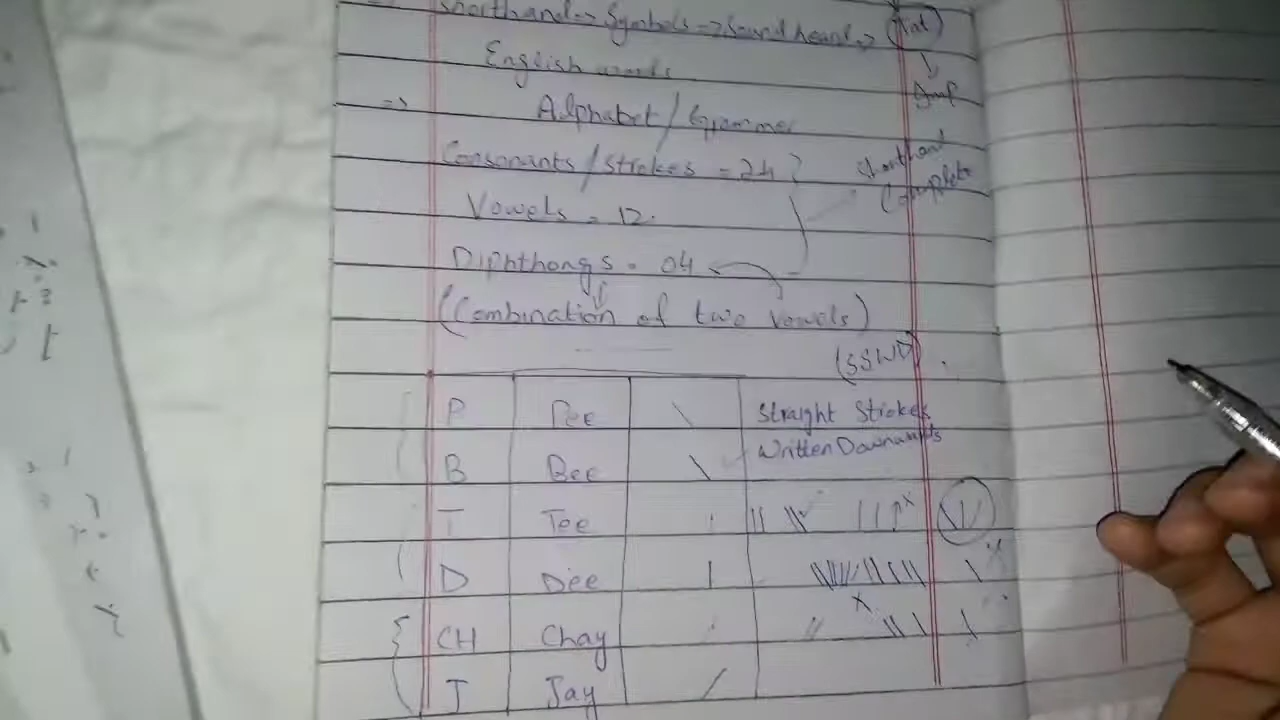 Shorthand -> Symbols -> Sound heard ->
English words
=> Alphabet / Grammer
Consonants / Strokes = 24
Shorthand
Complete
Vowels = 12.
Diphthongs = 04
(Combination of two vowels)
(SSWD).
P Pee \ Straight Strokes
B Bee \ Written Downwards
T Tee |
D Dee |
CH Chay /
J Jay /